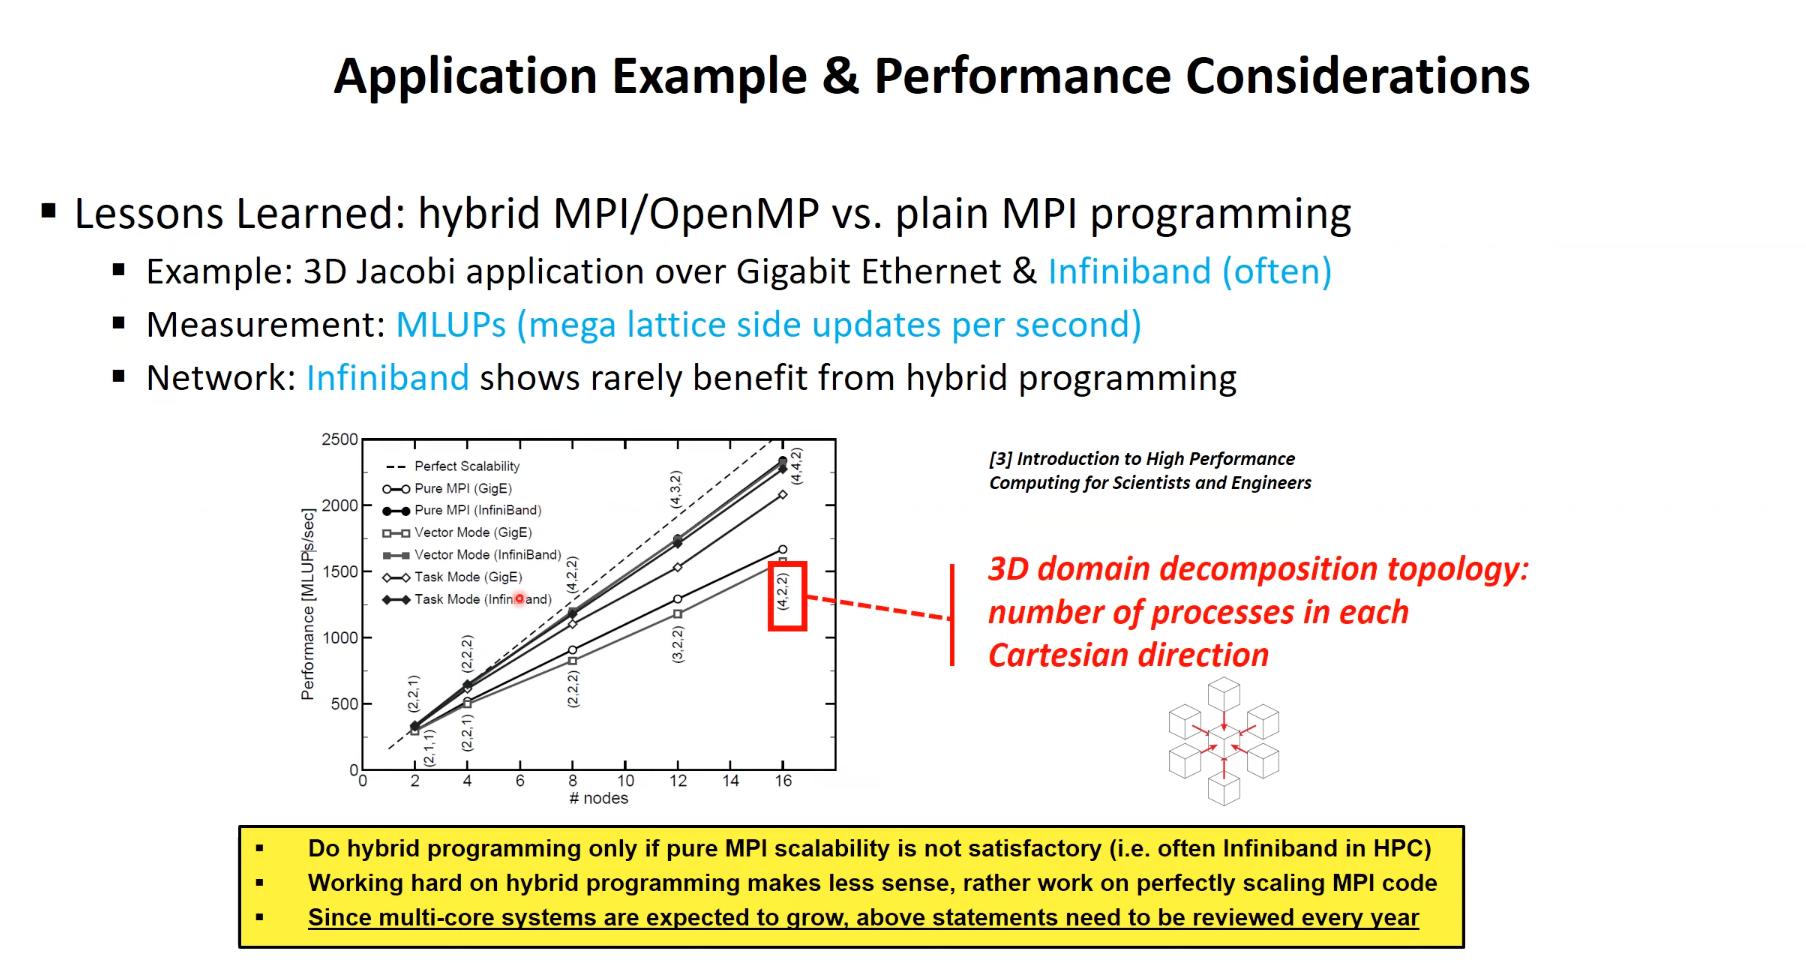 Application Example & Performance Considerations
▪ Lessons Learned: hybrid MPI/OpenMP vs. plain MPI programming
▪ Example: 3D Jacobi application over Gigabit Ethernet & Infiniband (often)
▪ Measurement: MLUPs (mega lattice side updates per second)
▪ Network: Infiniband shows rarely benefit from hybrid programming
Performance [MLUPs/sec]
2500
2000
1500
1000
500
0
Perfect Scalability
Pure MPI (GigE)
Pure MPI (InfiniBand)
Vector Mode (GigE)
Vector Mode (InfiniBand)
Task Mode (GigE)
Task Mode (InfiniBand)
(2,2,1)
(2,2,2)
(4,2,2)
(4,3,2)
(4,4,2)
(2,1,1)
(2,2,1)
(2,2,2)
(3,2,2)
(4,2,2)
0 2 4 6 8 10 12 14 16
# nodes
[3] Introduction to High Performance
Computing for Scientists and Engineers
3D domain decomposition topology:
number of processes in each
Cartesian direction
▪ Do hybrid programming only if pure MPI scalability is not satisfactory (i.e. often Infiniband in HPC)
▪ Working hard on hybrid programming makes less sense, rather work on perfectly scaling MPI code
▪ Since multi-core systems are expected to grow, above statements need to be reviewed every year